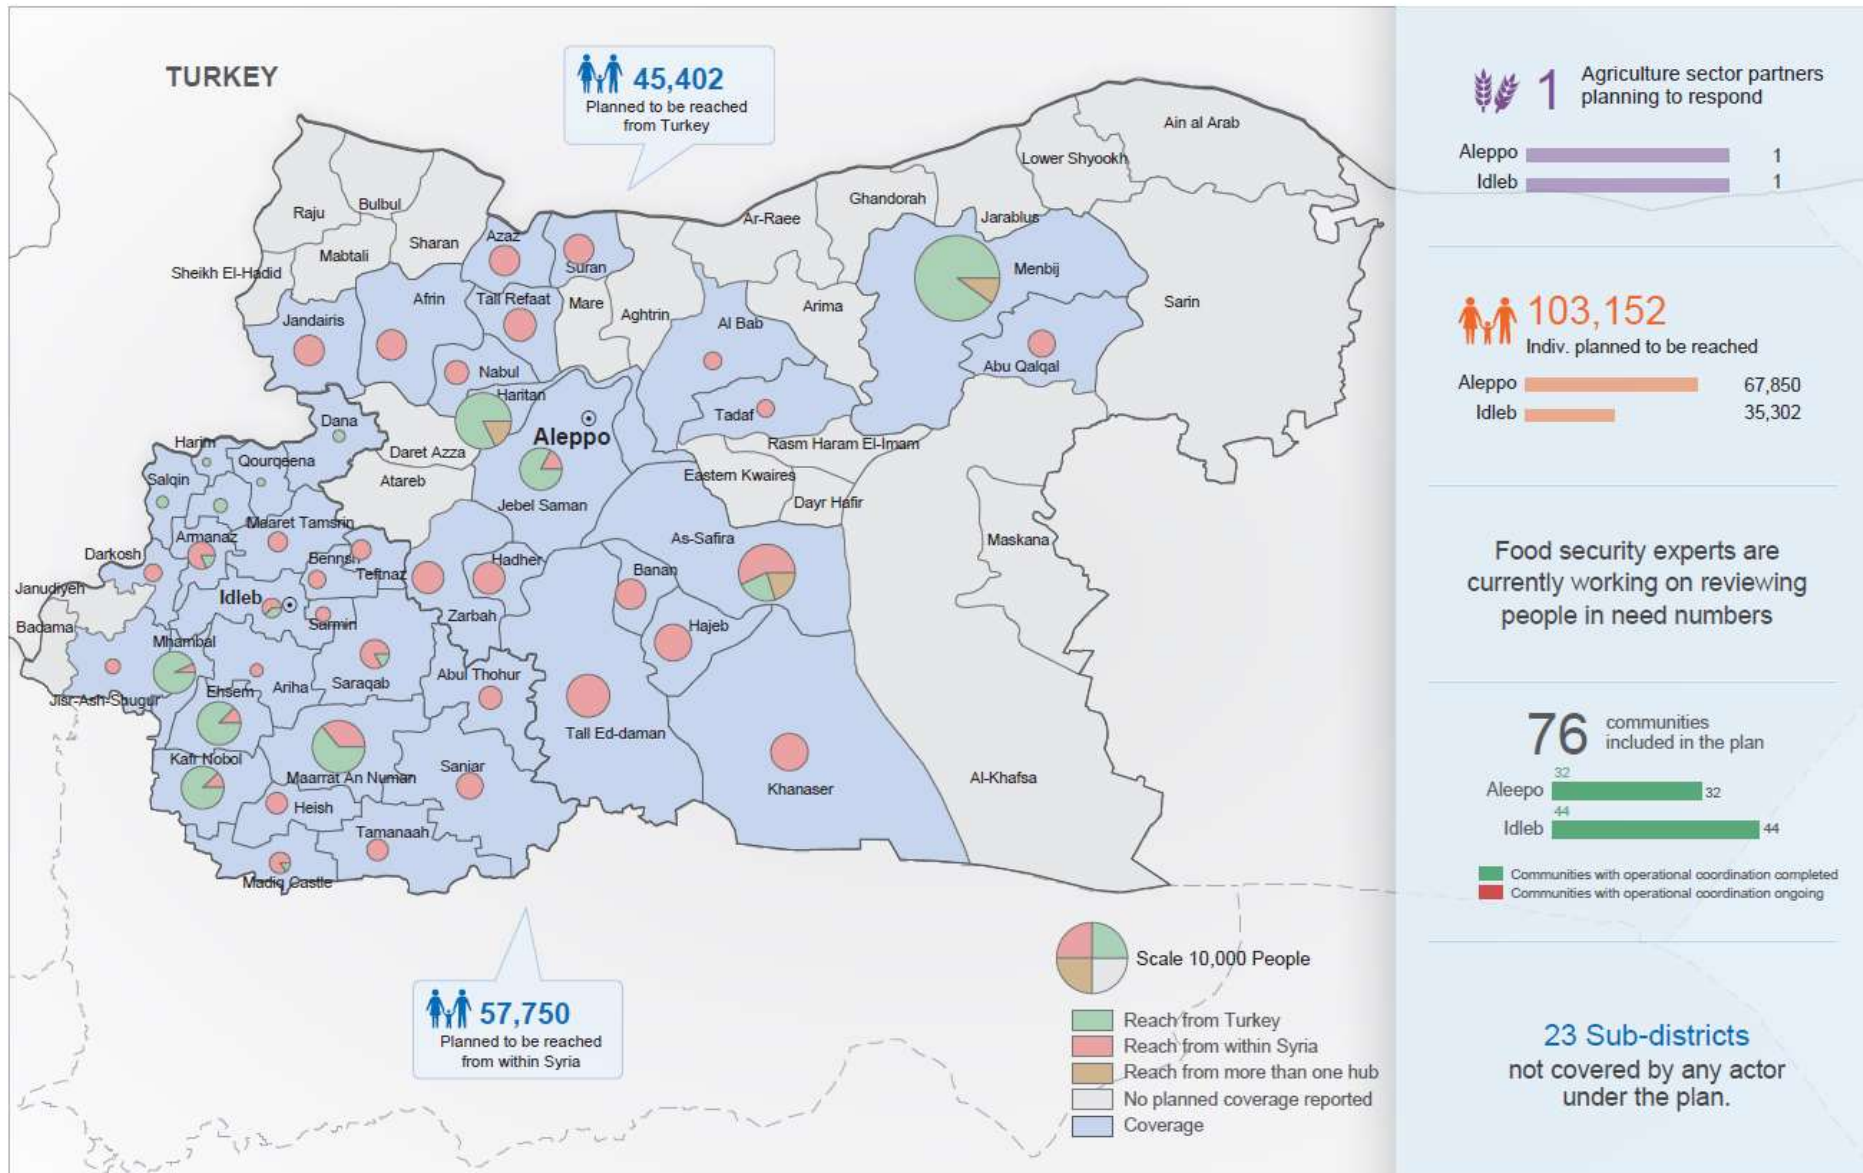 TURKEY
45,402
Planned to be reached
from Turkey
Ain al Arab
Lower Shyookh
Ghandorah
Raju
Bulbul
Ar-Raee
Jarablus
Azaz
Sharan
Mabtali
Suran
Menbij
Sheikh El-Hadid
Afrin
Tall Refaat
Mare
Arima
Sarin
Aghtrin
Jandairis
Al Bab
Abu Qalqal
Nabul
Haritan
Tadaf
Dana
Aleppo
Harim
Daret Azza
Rasm Haram El-Imam
Qourqeena
Salqin
Atareb
Eastern Kwaires
Jebel Saman
Dayr Hafir
Maaret Tamsrin
Armanaz
As-Safira
Maskana
Darkosh
Bennsh
Hadher
Teftnaz
Banan
Janudiyeh
Idleb
Zarbah
Sarmin
Badama
Hajeb
Mhambal
Abul Thohur
Saraqab
Ariha
Ehsem
Jisr-Ash-Shugur
Tall Ed-daman
Kafr Nobol
Sanjar
Maarrat An Numan
Al-Khafsa
Khanaser
Heish
Tamanaah
Madiq Castle
57,750
Planned to be reached
from within Syria
Scale 10,000 People
Reach from Turkey
Reach from within Syria
Reach from more than one hub
No planned coverage reported
Coverage
1
Agriculture sector partners
planning to respond
Aleppo 1
Idleb 1
103,152
Indiv. planned to be reached
Aleppo 67,850
Idleb 35,302
Food security experts are
currently working on reviewing
people in need numbers
76
communities
included in the plan
32
Aleepo 32
44
Idleb 44
Communities with operational coordination completed
Communities with operational coordination ongoing
23 Sub-districts
not covered by any actor
under the plan.